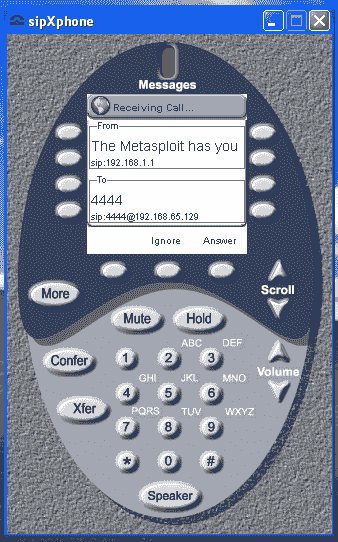 sipXphone
Messages
Receiving Call...
From
The Metasploit has you
sip:192.168.1.1
To
4444
sip:4444@192.168.65.129
Ignore Answer
More
Scroll
Mute Hold
ABC DEF
Confer 1 2 3
Volume
GHI JKL MNO
Xfer 4 5 6
PQRS TUV WXYZ
7 8 9
* 0 #
Speaker